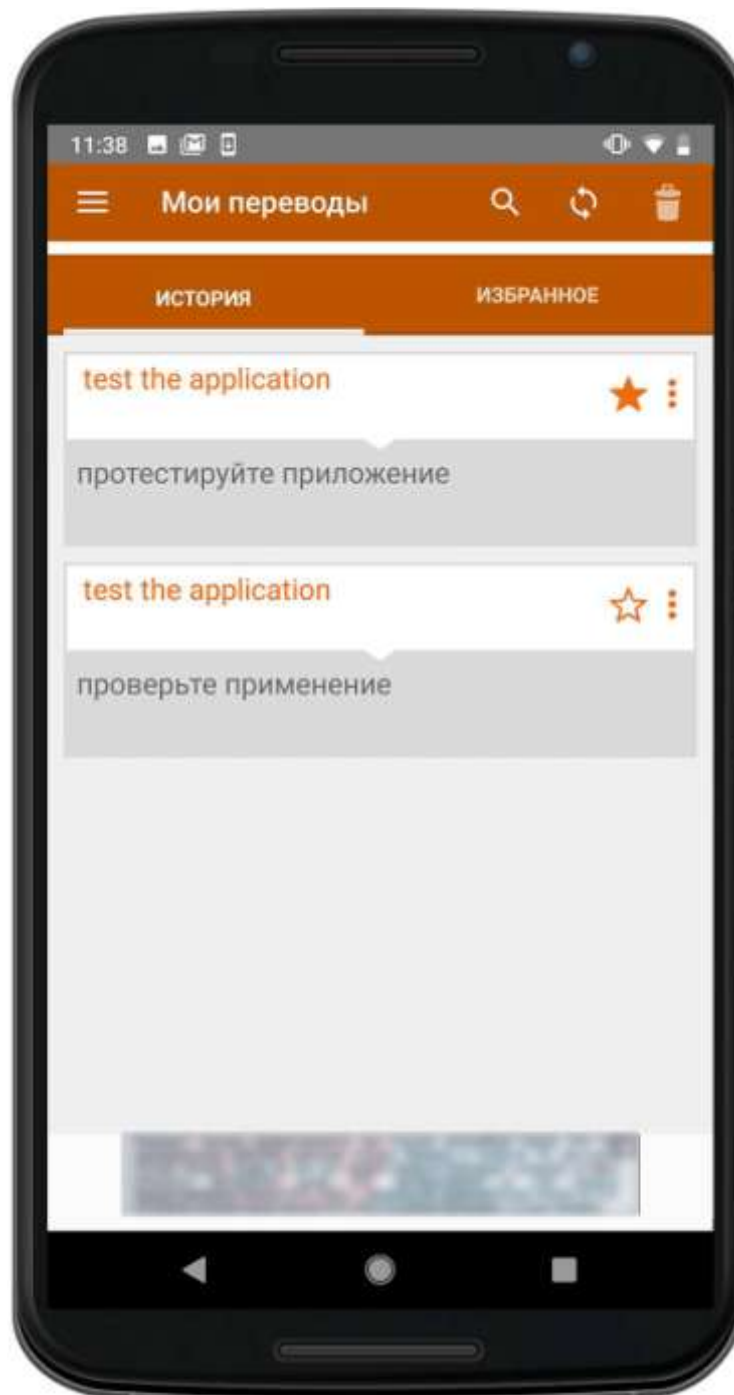 11:38
Мои переводы
ИСТОРИЯ
ИЗБРАННОЕ
test the application
протестируйте приложение
test the application
проверьте применение